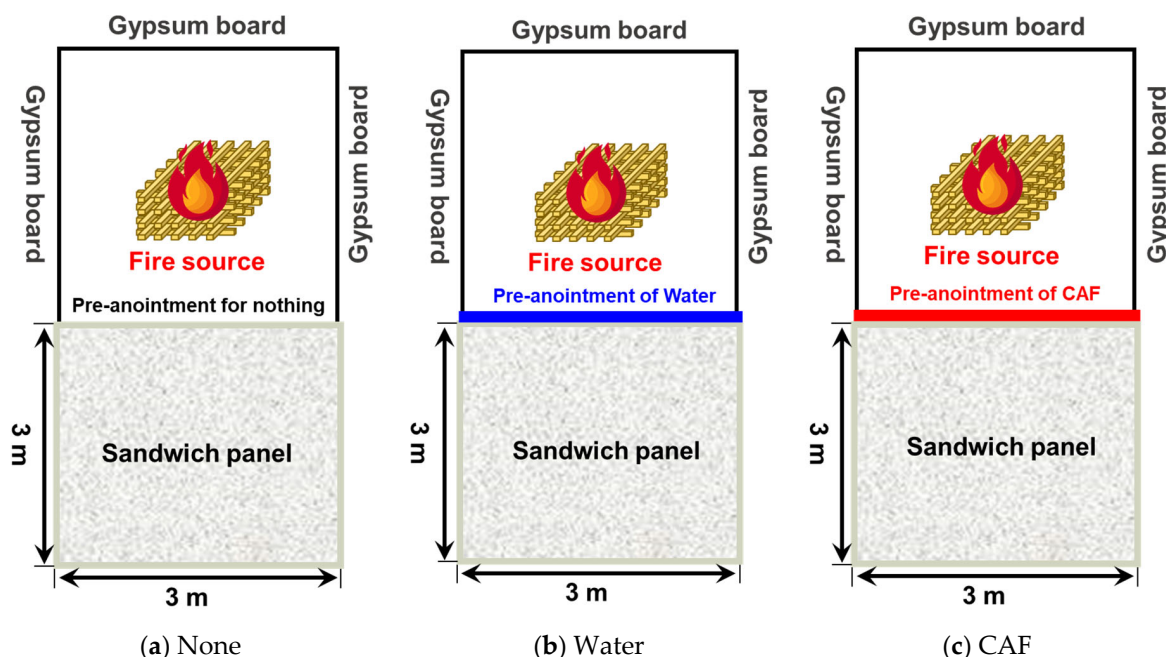 Gypsum board
Gypsum board
Gypsum board
Fire source
Pre-anointment for nothing
3 m
Sandwich panel
3 m
(a) None
Gypsum board
Gypsum board
Gypsum board
Fire source
Pre-anointment of Water
3 m
Sandwich panel
3 m
(b) Water
Gypsum board
Gypsum board
Gypsum board
Fire source
Pre-anointment of CAF
3 m
Sandwich panel
3 m
(c) CAF